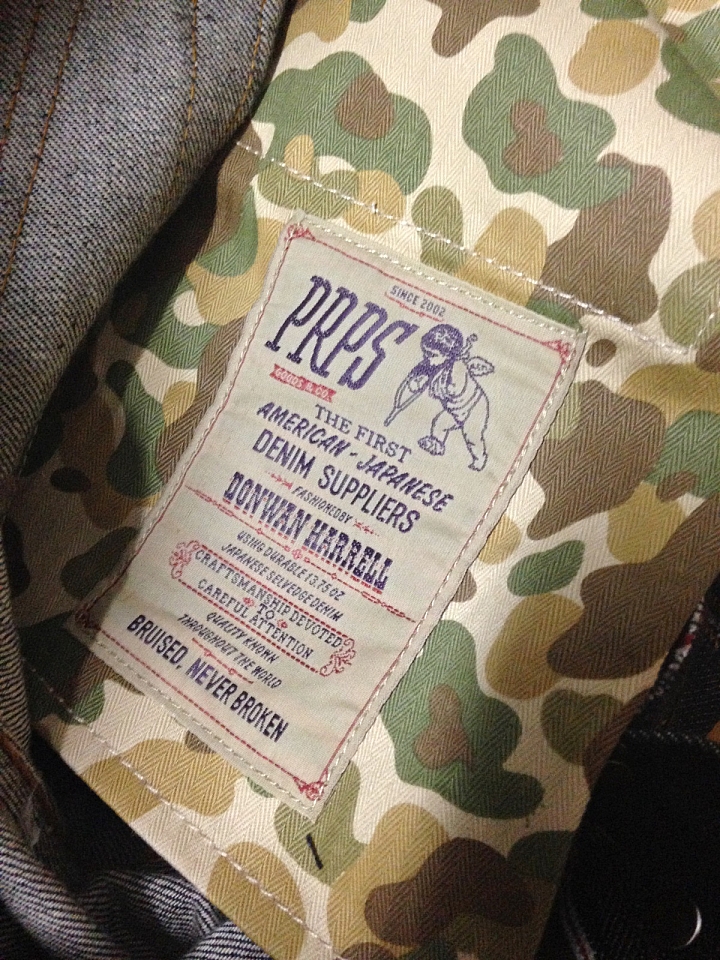 SINCE 2002
PRPS
GOODS & CO.
THE FIRST
AMERICAN - JAPANESE
DENIM SUPPLIERS
FASHIONED BY
DONWAN HARRELL
USING DURABLE 13.75 OZ
JAPANESE SELVEDGE DENIM
CRAFTSMANSHIP DEVOTED
TO
CAREFUL ATTENTION
QUALITY KNOWN
THROUGHOUT THE WORLD
BRUISED, NEVER BROKEN